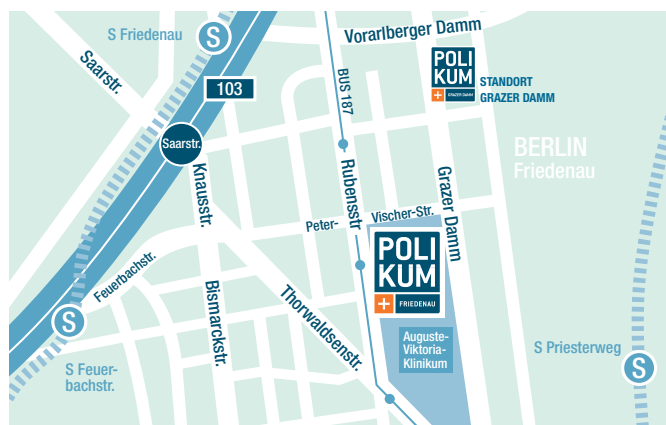 S Friedenau
S
Saarstr.
103
Saarstr.
Vorarlberger Damm
BUS 187
POLI
KUM
+ GRAZER DAMM
STANDORT
GRAZER DAMM
BERLIN
Friedenau
Knausstr.
Rubensstr
Grazer Damm
Peter-
Vischer-Str.
POLI
KUM
+ FRIEDENAU
Feuerbachstr.
S
S Feuer-
bachstr.
Bismarckstr.
Thorwaldsenstr.
Auguste-
Viktoria-
Klinikum
S Priesterweg
S